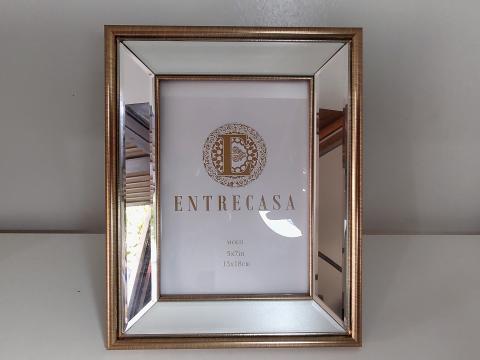 E
ENTRECASA
5x7in
13x18cm